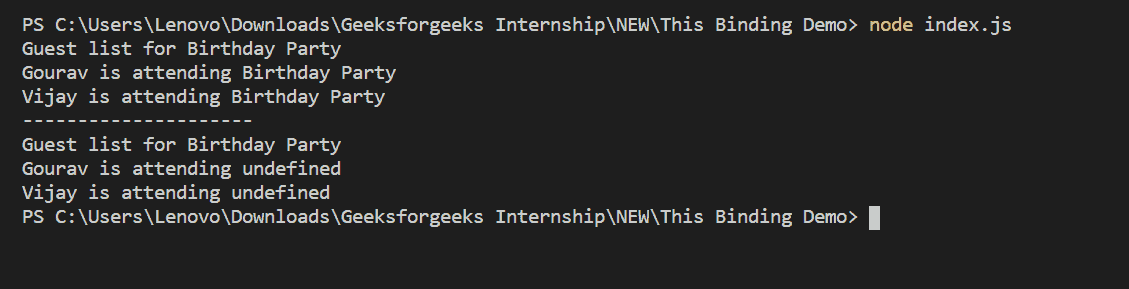 PS C:\Users\Lenovo\Downloads\Geeksforgeeks Internship\NEW\This Binding Demo> node index.js
Guest list for Birthday Party
Gourav is attending Birthday Party
Vijay is attending Birthday Party
---------------------
Guest list for Birthday Party
Gourav is attending undefined
Vijay is attending undefined
PS C:\Users\Lenovo\Downloads\Geeksforgeeks Internship\NEW\This Binding Demo>